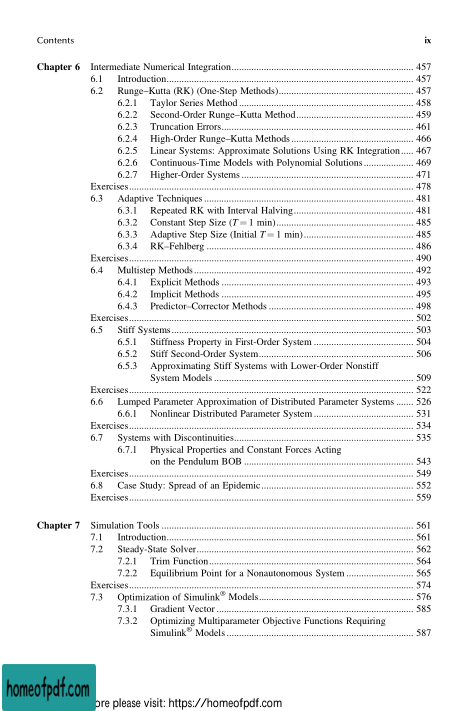 Contents ix
Chapter 6 Intermediate Numerical Integration 457
6.1 Introduction 457
6.2 Runge–Kutta (RK) (One-Step Methods) 457
6.2.1 Taylor Series Method 458
6.2.2 Second-Order Runge–Kutta Method 459
6.2.3 Truncation Errors 461
6.2.4 High-Order Runge–Kutta Methods 466
6.2.5 Linear Systems: Approximate Solutions Using RK Integration 467
6.2.6 Continuous-Time Models with Polynomial Solutions 469
6.2.7 Higher-Order Systems 471
Exercises 478
6.3 Adaptive Techniques 481
6.3.1 Repeated RK with Interval Halving 481
6.3.2 Constant Step Size (T = 1 min) 485
6.3.3 Adaptive Step Size (Initial T = 1 min) 485
6.3.4 RK–Fehlberg 486
Exercises 490
6.4 Multistep Methods 492
6.4.1 Explicit Methods 493
6.4.2 Implicit Methods 495
6.4.3 Predictor–Corrector Methods 498
Exercises 502
6.5 Stiff Systems 503
6.5.1 Stiffness Property in First-Order System 504
6.5.2 Stiff Second-Order System 506
6.5.3 Approximating Stiff Systems with Lower-Order Nonstiff
System Models 509
Exercises 522
6.6 Lumped Parameter Approximation of Distributed Parameter Systems 526
6.6.1 Nonlinear Distributed Parameter System 531
Exercises 534
6.7 Systems with Discontinuities 535
6.7.1 Physical Properties and Constant Forces Acting
on the Pendulum BOB 543
Exercises 549
6.8 Case Study: Spread of an Epidemic 552
Exercises 559
Chapter 7 Simulation Tools 561
7.1 Introduction 561
7.2 Steady-State Solver 562
7.2.1 Trim Function 564
7.2.2 Equilibrium Point for a Nonautonomous System 565
Exercises 574
7.3 Optimization of Simulink® Models 576
7.3.1 Gradient Vector 585
7.3.2 Optimizing Multiparameter Objective Functions Requiring
Simulink® Models 587
homeofpdf.com
ore please visit: https://homeofpdf.com